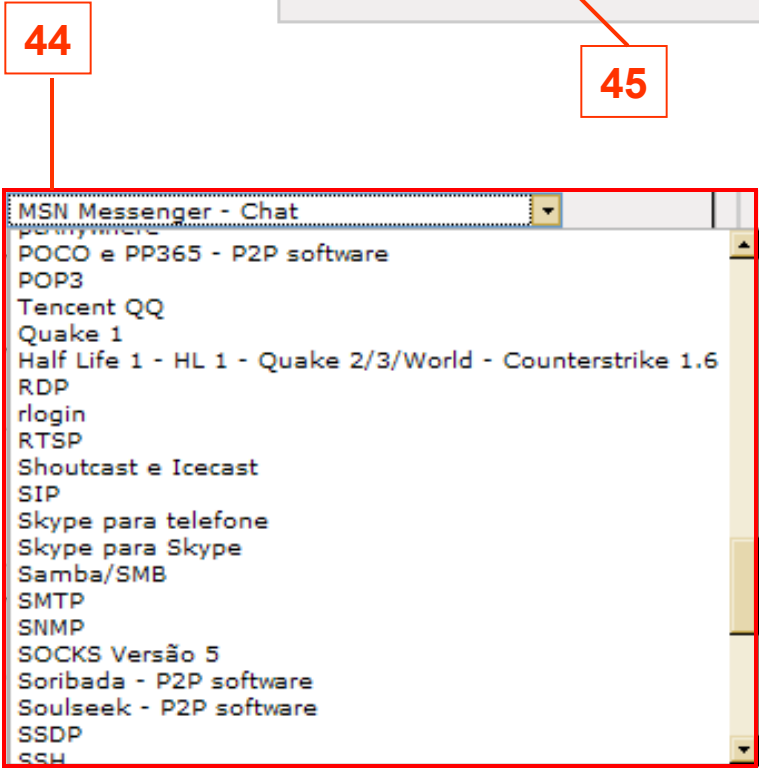 44
45
MSN Messenger - Chat
pcAnywhere
POCO e PP365 - P2P software
POP3
Tencent QQ
Quake 1
Half Life 1 - HL 1 - Quake 2/3/World - Counterstrike 1.6
RDP
rlogin
RTSP
Shoutcast e Icecast
SIP
Skype para telefone
Skype para Skype
Samba/SMB
SMTP
SNMP
SOCKS Versão 5
Soribada - P2P software
Soulseek - P2P software
SSDP
SSH